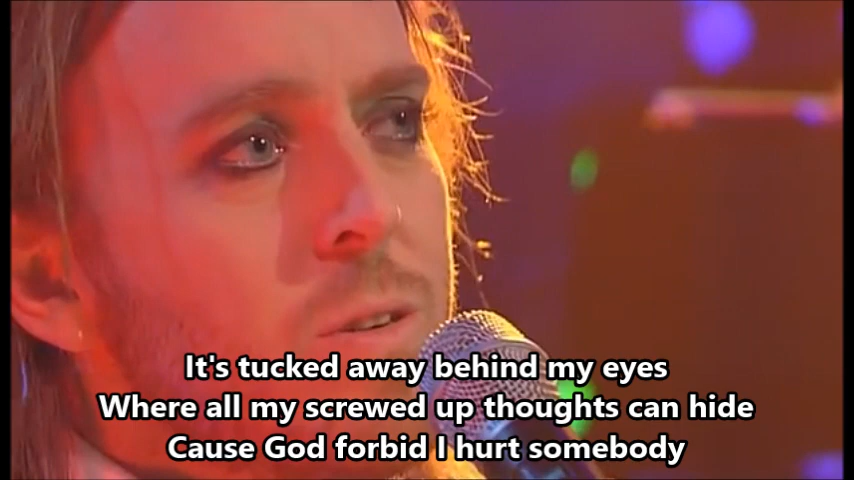 It's tucked away behind my eyes
Where all my screwed up thoughts can hide
Cause God forbid I hurt somebody